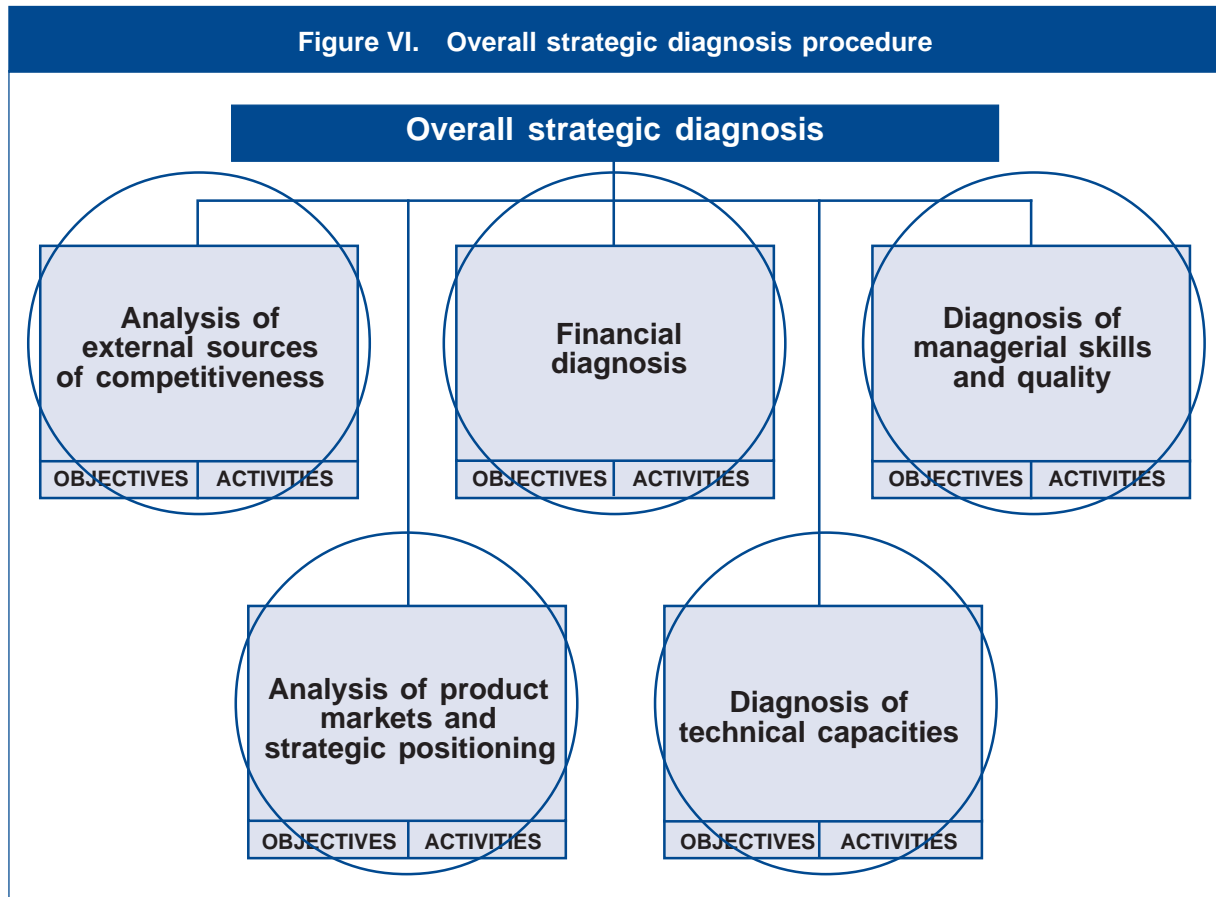 Figure VI. Overall strategic diagnosis procedure
Overall strategic diagnosis
Analysis of
external sources
of competitiveness
OBJECTIVES ACTIVITIES
Financial
diagnosis
OBJECTIVES ACTIVITIES
Diagnosis of
managerial skills
and quality
OBJECTIVES ACTIVITIES
Analysis of product
markets and
strategic positioning
OBJECTIVES ACTIVITIES
Diagnosis of
technical capacities
OBJECTIVES ACTIVITIES